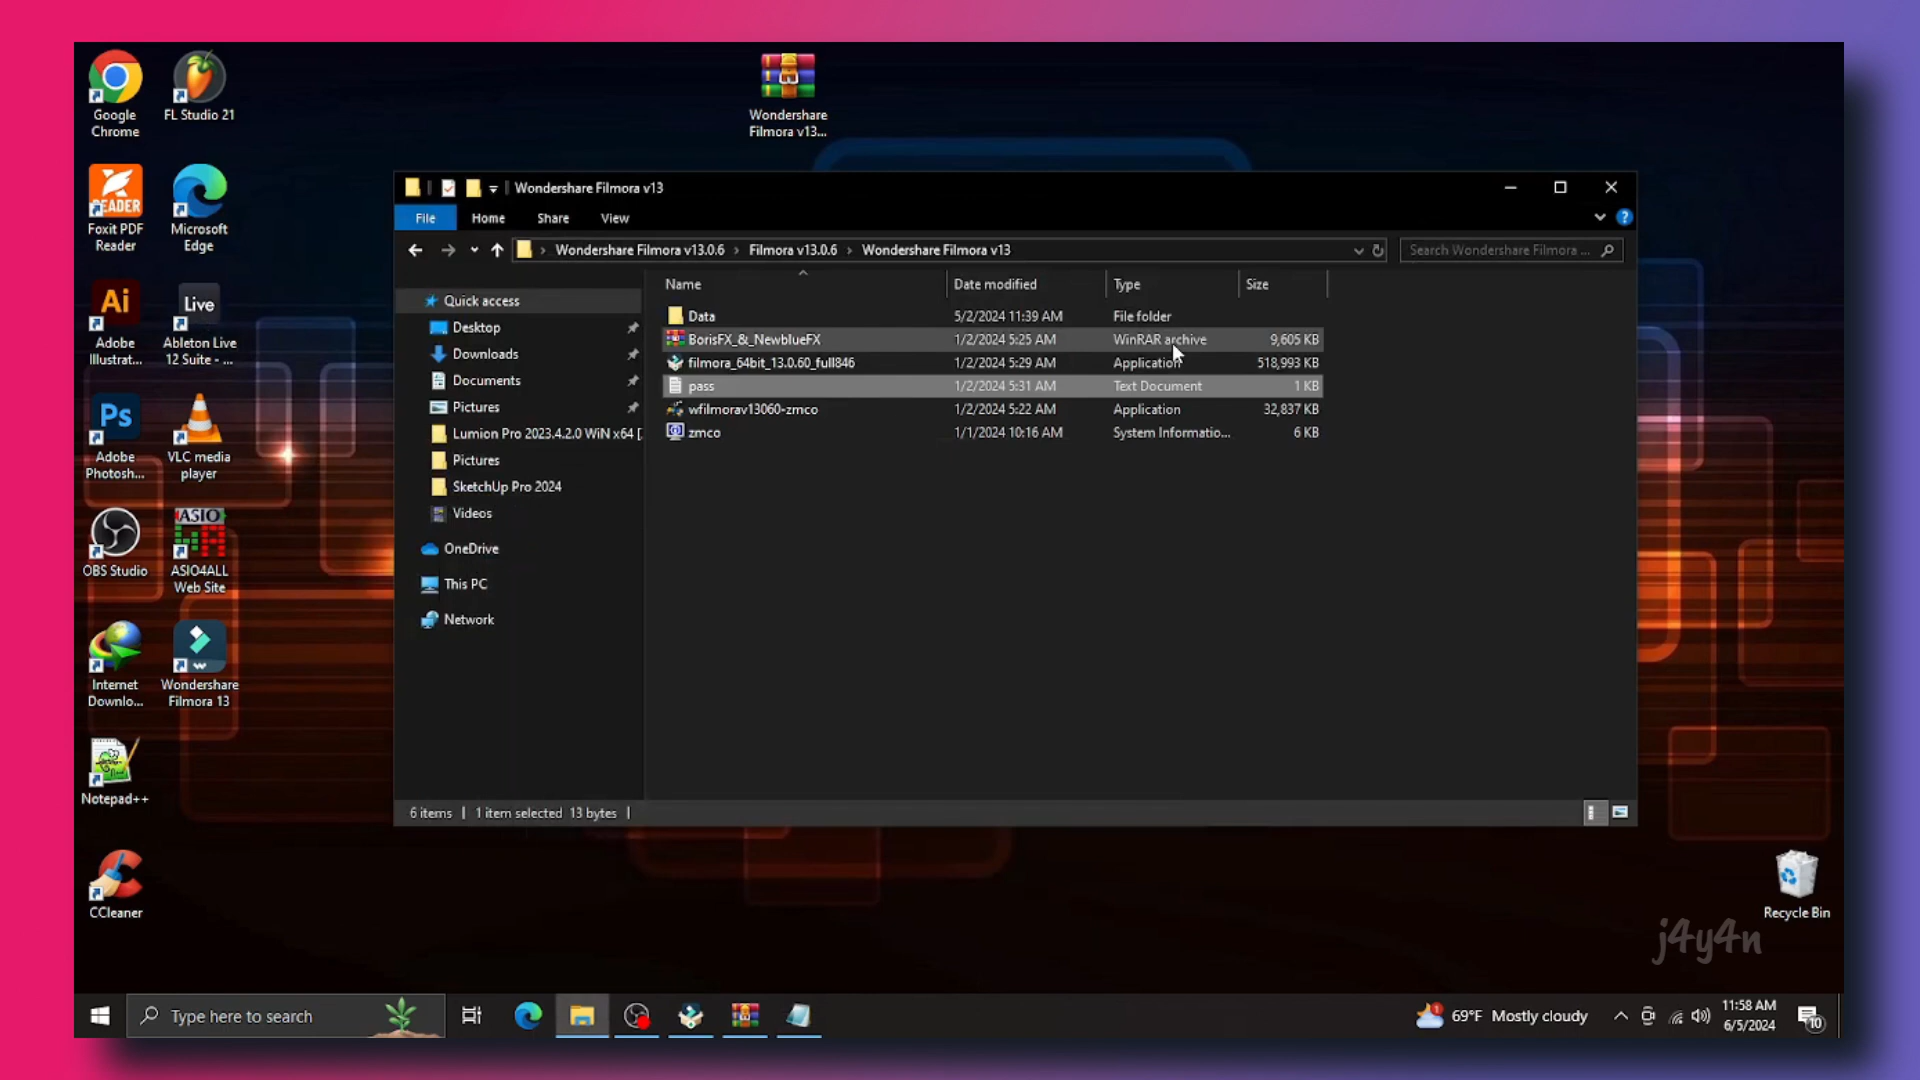 Google
Chrome
FL Studio 21
Wondershare
Filmora v13...
READER
Foxit PDF
Reader
Microsoft
Edge
Ai
Adobe
Illustrat...
Live
Ableton Live
12 Suite - ...
Ps
Adobe
Photosh...
VLC media
player
OBS Studio
ASIO
ASIO4ALL
Web Site
Internet
Downlo...
Wondershare
Filmora 13
Notepad++
CCleaner
Wondershare Filmora v13
File Home Share View
Wondershare Filmora v13.0.6 › Filmora v13.0.6 › Wondershare Filmora v13
Search Wondershare Filmora ...
Name Date modified Type Size
Quick access
Desktop
Downloads
Documents
Pictures
Lumion Pro 2023.4.2.0 WiN x64 [
Pictures
SketchUp Pro 2024
Videos
OneDrive
This PC
Network
Data 5/2/2024 11:39 AM File folder
BorisFX_&_NewblueFX 1/2/2024 5:25 AM WinRAR archive 9,605 KB
filmora_64bit_13.0.60_full846 1/2/2024 5:29 AM Application 518,993 KB
pass 1/2/2024 5:31 AM Text Document 1 KB
wfilmorav13060-zmco 1/2/2024 5:22 AM Application 32,837 KB
zmco 1/1/2024 10:16 AM System Informatio... 6 KB
6 items | 1 item selected 13 bytes |
Recycle Bin
j4y4n
Type here to search
69°F Mostly cloudy
11:58 AM
6/5/2024
10